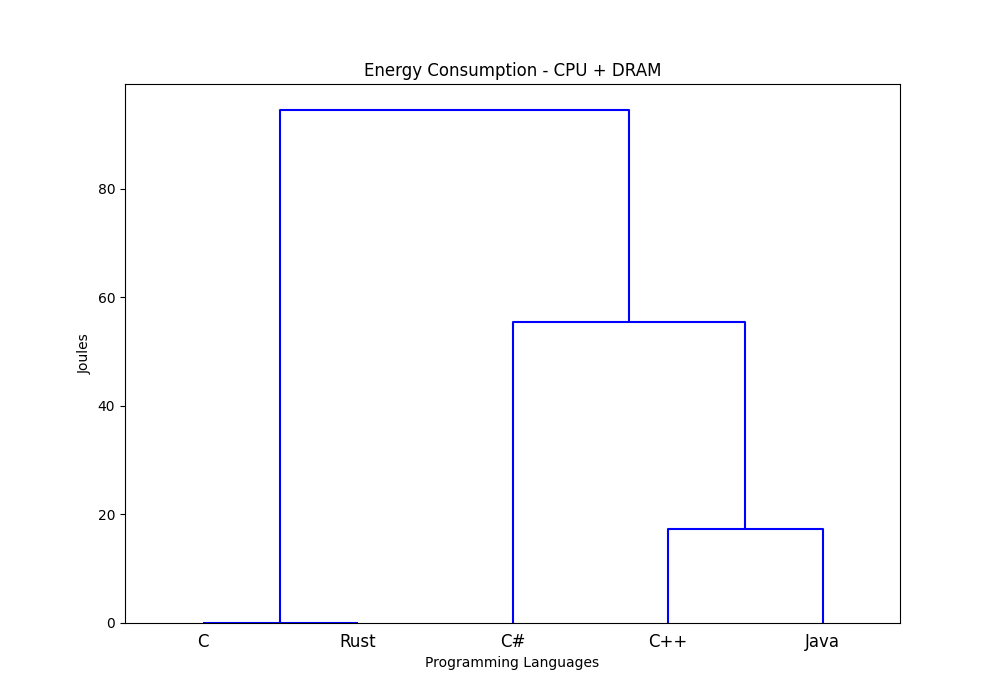 Energy Consumption - CPU + DRAM
80
60
40
20
0
Joules
C Rust C# C++ Java
Programming Languages